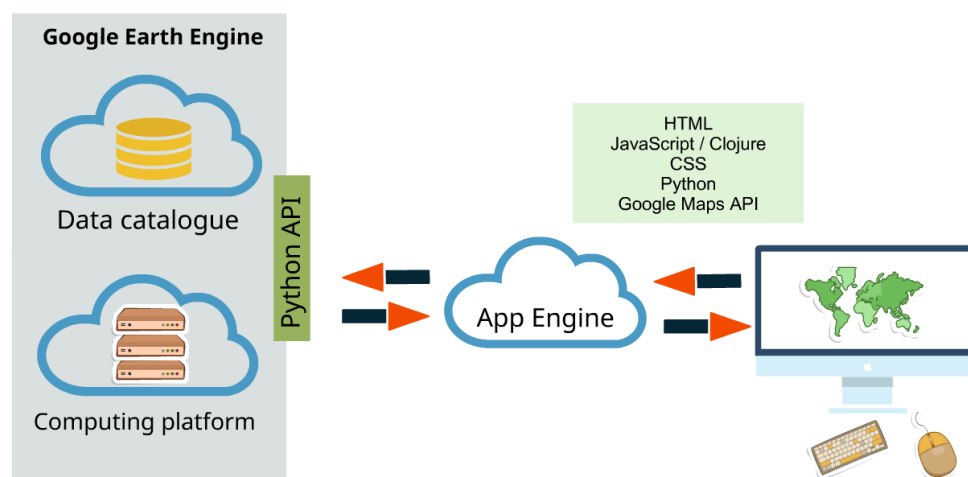 Google Earth Engine
Data catalogue
Computing platform
Python API
App Engine
HTML
JavaScript / Clojure
CSS
Python
Google Maps API